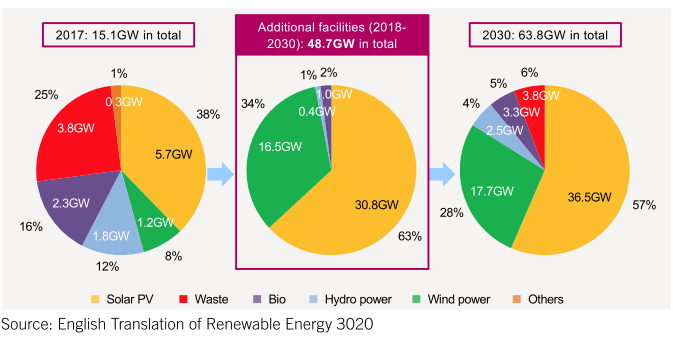 2017: 15.1GW in total
Additional facilities (2018-
2030): 48.7GW in total
2030: 63.8GW in total
1%
0.3GW
25%
3.8GW
38%
5.7GW
2.3GW
16%
1.8GW
12%
1.2GW
8%
1%
2%
1.0GW
0.4GW
34%
16.5GW
30.8GW
63%
6%
3.8GW
5%
3.3GW
4%
2.5GW
17.7GW
28%
36.5GW
57%
Solar PV
Waste
Bio
Hydro power
Wind power
Others
Source: English Translation of Renewable Energy 3020